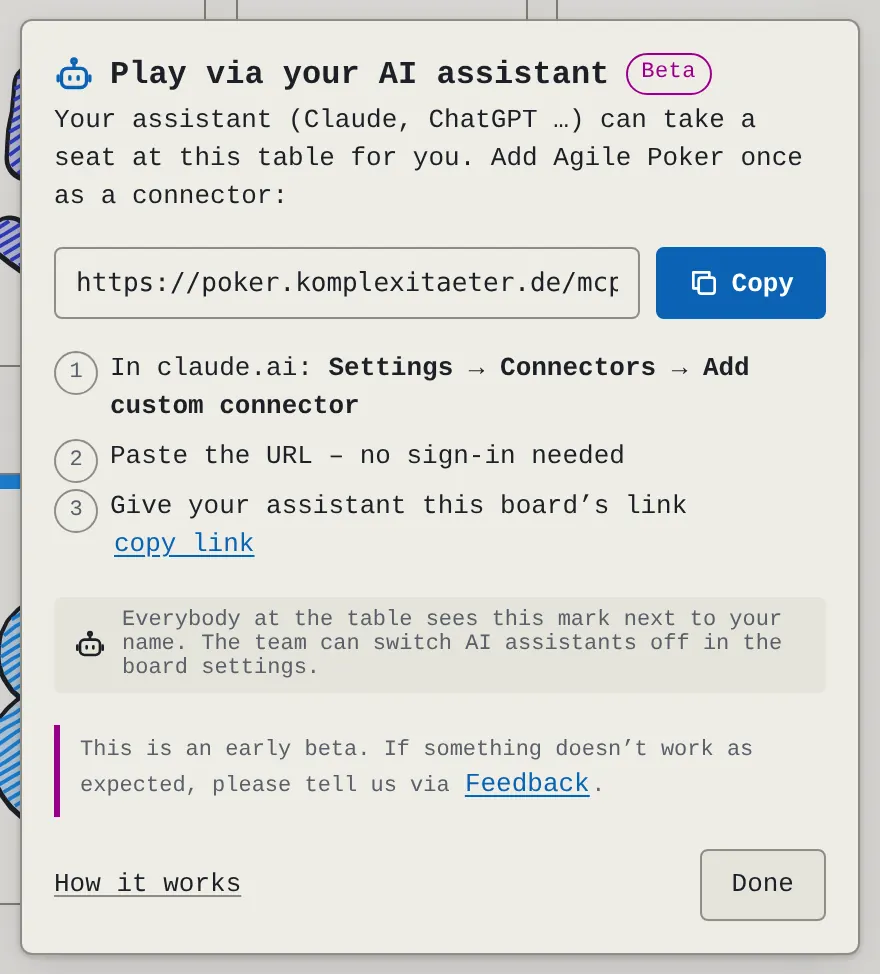 Play via your AI assistant Beta
Your assistant (Claude, ChatGPT …) can take a
seat at this table for you. Add Agile Poker once
as a connector:
https://poker.komplexitaeter.de/mcp Copy
1 In claude.ai: Settings → Connectors → Add
custom connector
2 Paste the URL – no sign-in needed
3 Give your assistant this board’s link
copy link
Everybody at the table sees this mark next to your
name. The team can switch AI assistants off in the
board settings.
This is an early beta. If something doesn’t work as
expected, please tell us via Feedback.
How it works Done